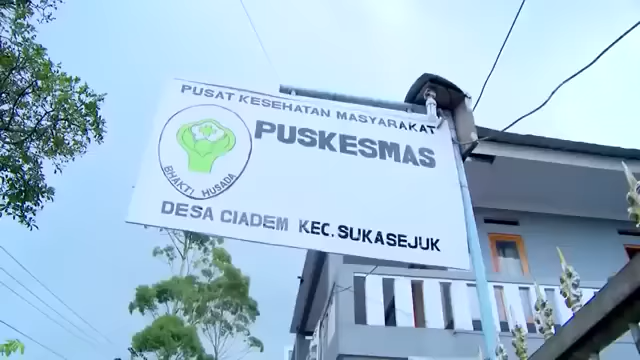 PUSAT KESEHATAN MASYARAKAT
PUSKESMAS
BHAKTI HUSADA
DESA CIADEM KEC. SUKASEJUK